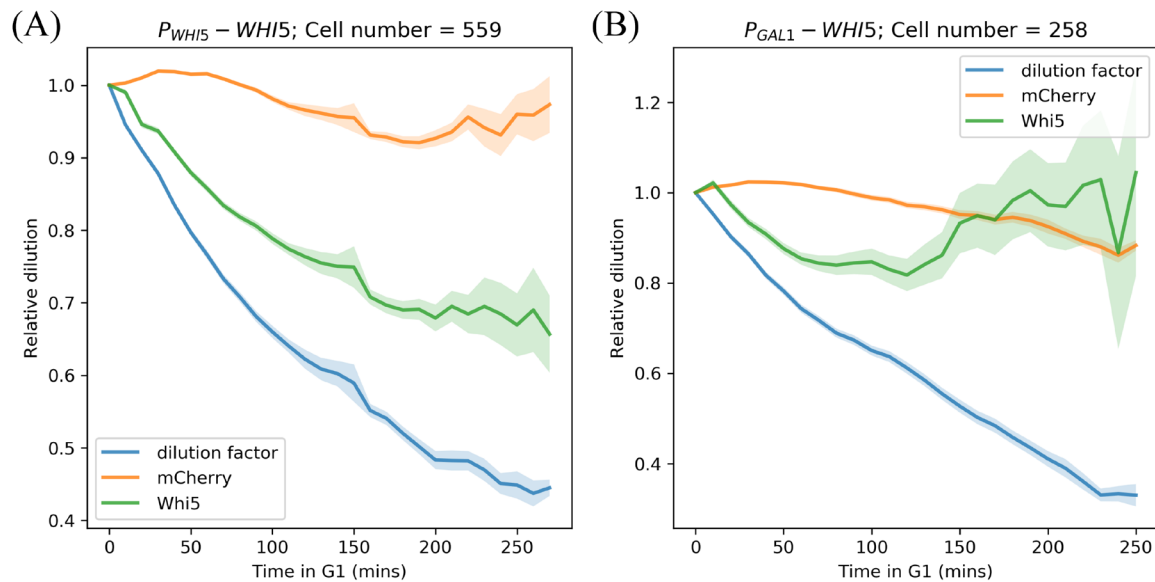 (A)
P_WHI5 − WHI5; Cell number = 559
1.0
0.9
0.8
0.7
0.6
0.5
0.4
Relative dilution
0 50 100 150 200 250
Time in G1 (mins)
dilution factor
mCherry
Whi5
(B)
P_GAL1 − WHI5; Cell number = 258
1.2
1.0
0.8
0.6
0.4
Relative dilution
0 50 100 150 200 250
Time in G1 (mins)
dilution factor
mCherry
Whi5